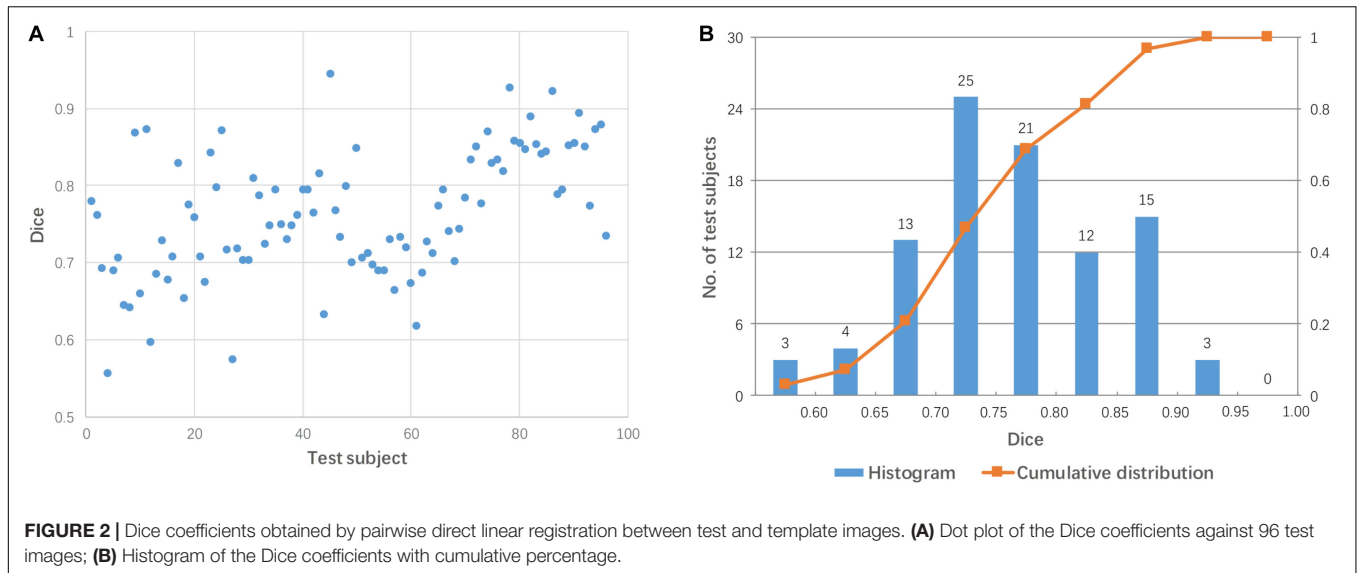 A
1
0.9
0.8
0.7
0.6
0.5
Dice
0 20 40 60 80 100
Test subject
B
30
24
18
12
6
0
No. of test subjects
3 4 13 25 21 12 15 3 0
1
0.8
0.6
0.4
0.2
0
0.60 0.65 0.70 0.75 0.80 0.85 0.90 0.95 1.00
Dice
Histogram Cumulative distribution
FIGURE 2 | Dice coefficients obtained by pairwise direct linear registration between test and template images. (A) Dot plot of the Dice coefficients against 96 test
images; (B) Histogram of the Dice coefficients with cumulative percentage.